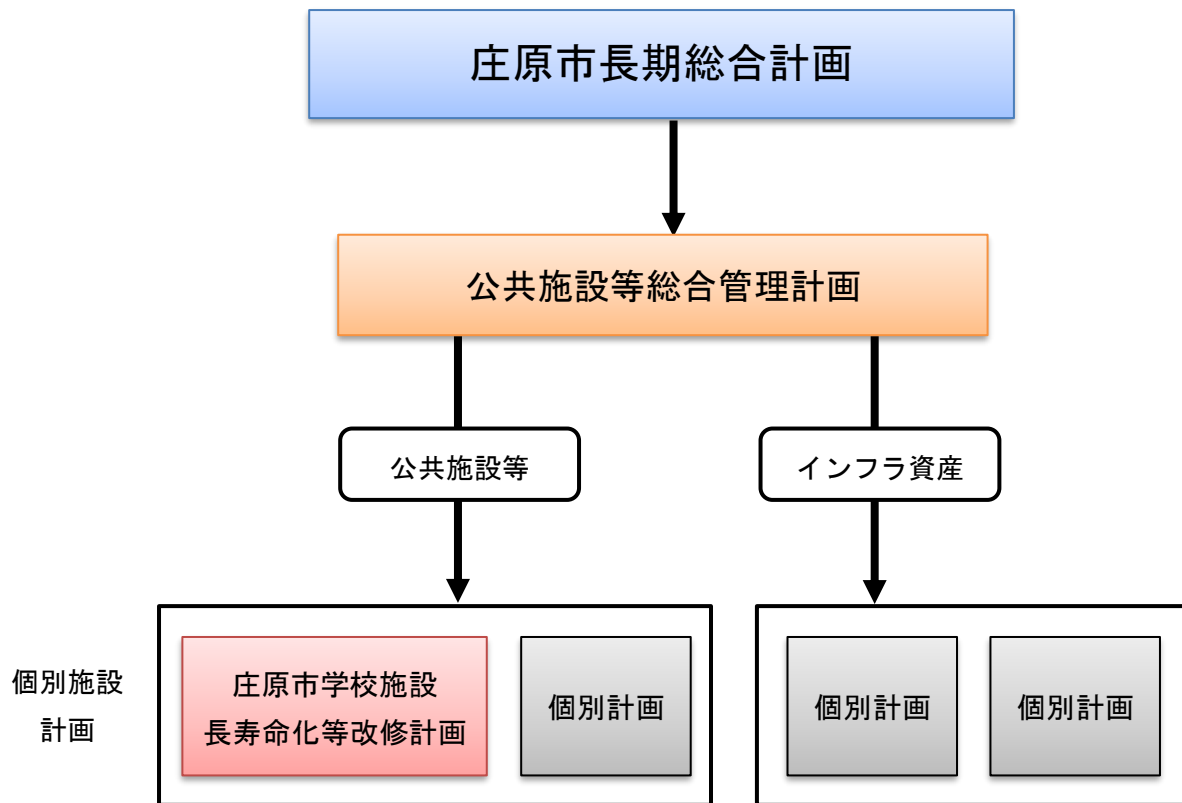 庄原市長期総合計画
公共施設等総合管理計画
公共施設等
インフラ資産
個別施設
計画
庄原市学校施設
長寿命化等改修計画
個別計画
個別計画
個別計画